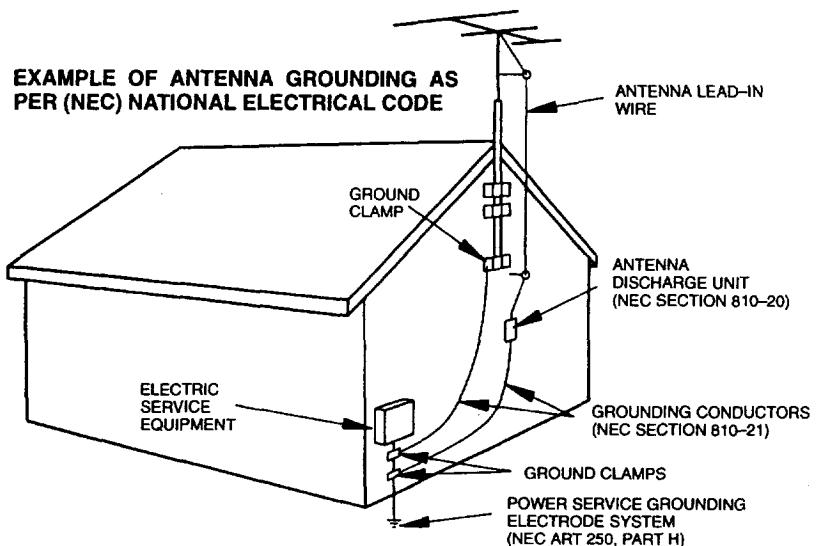 EXAMPLE OF ANTENNA GROUNDING AS
PER (NEC) NATIONAL ELECTRICAL CODE
ANTENNA LEAD–IN
WIRE
GROUND
CLAMP
ANTENNA
DISCHARGE UNIT
(NEC SECTION 810–20)
ELECTRIC
SERVICE
EQUIPMENT
GROUNDING CONDUCTORS
(NEC SECTION 810–21)
GROUND CLAMPS
POWER SERVICE GROUNDING
ELECTRODE SYSTEM
(NEC ART 250, PART H)